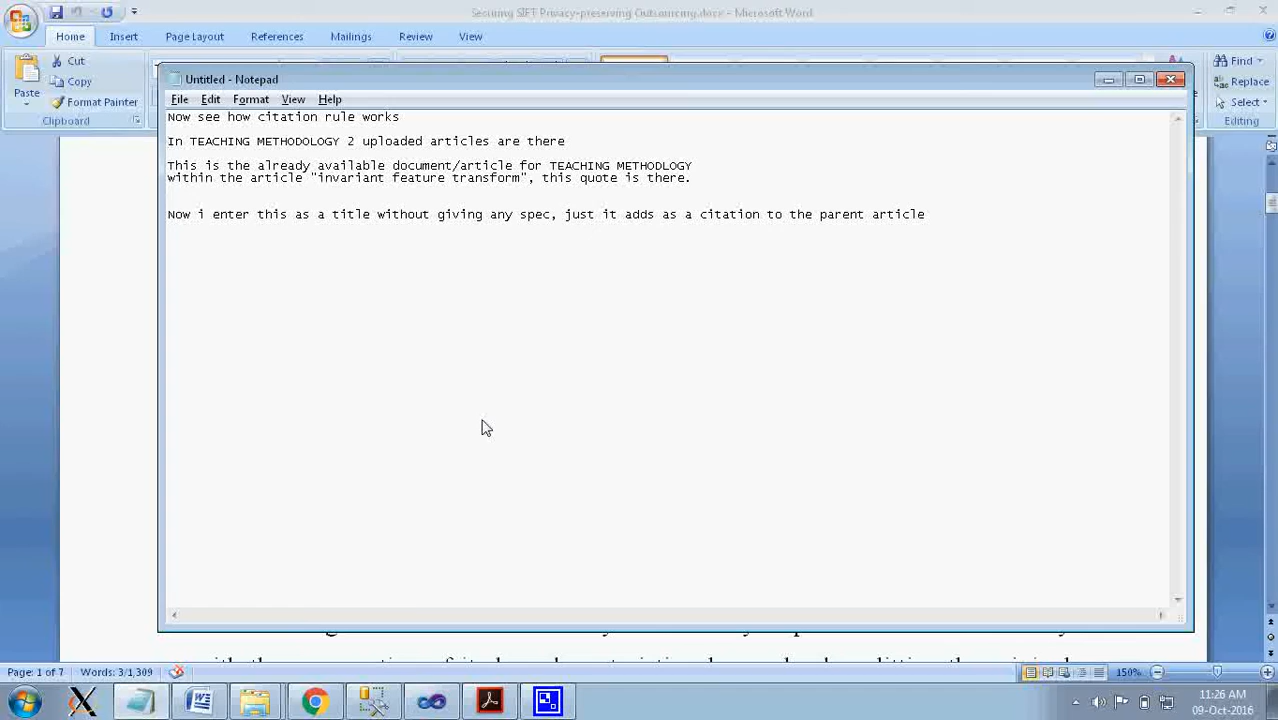 Securing SIFT Privacy-preserving Outsourcing.docx - Microsoft Word
Home Insert Page Layout References Mailings Review View
Cut
Copy
Paste
Format Painter
Clipboard
Find
Replace
Select
Editing
Untitled - Notepad
File Edit Format View Help
Now see how citation rule works
In TEACHING METHODOLOGY 2 uploaded articles are there
This is the already available document/article for TEACHING METHODLOGY
within the article "invariant feature transform", this quote is there.
Now i enter this as a title without giving any spec, just it adds as a citation to the parent article
Page: 1 of 7 Words: 3/1,309 150%
11:26 AM
09-Oct-2016